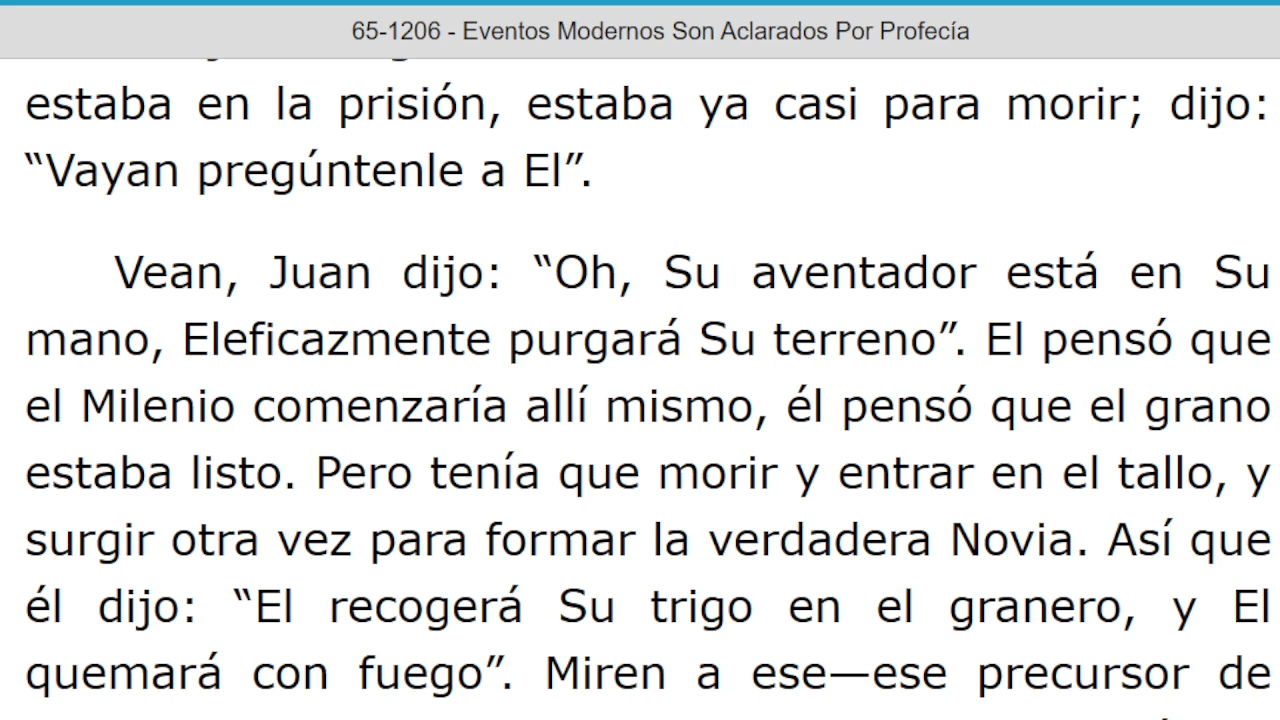 65-1206 - Eventos Modernos Son Aclarados Por Profecía
estaba en la prisión, estaba ya casi para morir; dijo:
“Vayan pregúntenle a El”.
Vean, Juan dijo: “Oh, Su aventador está en Su
mano, Eleficazmente purgará Su terreno”. El pensó que
el Milenio comenzaría allí mismo, él pensó que el grano
estaba listo. Pero tenía que morir y entrar en el tallo, y
surgir otra vez para formar la verdadera Novia. Así que
él dijo: “El recogerá Su trigo en el granero, y El
quemará con fuego”. Miren a ese—ese precursor de